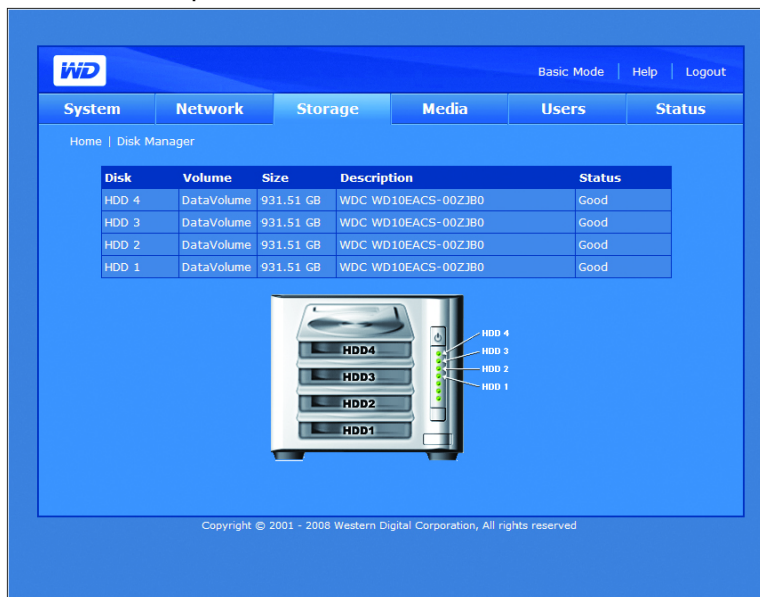 WD
Basic Mode | Help | Logout
System Network Storage Media Users Status
Home | Disk Manager
Disk Volume Size Description Status
HDD 4 DataVolume 931.51 GB WDC WD10EACS-00ZJB0 Good
HDD 3 DataVolume 931.51 GB WDC WD10EACS-00ZJB0 Good
HDD 2 DataVolume 931.51 GB WDC WD10EACS-00ZJB0 Good
HDD 1 DataVolume 931.51 GB WDC WD10EACS-00ZJB0 Good
HDD 4
HDD4 HDD 3
HDD 2
HDD3 HDD 1
HDD2
HDD1
Copyright © 2001 - 2008 Western Digital Corporation, All rights reserved